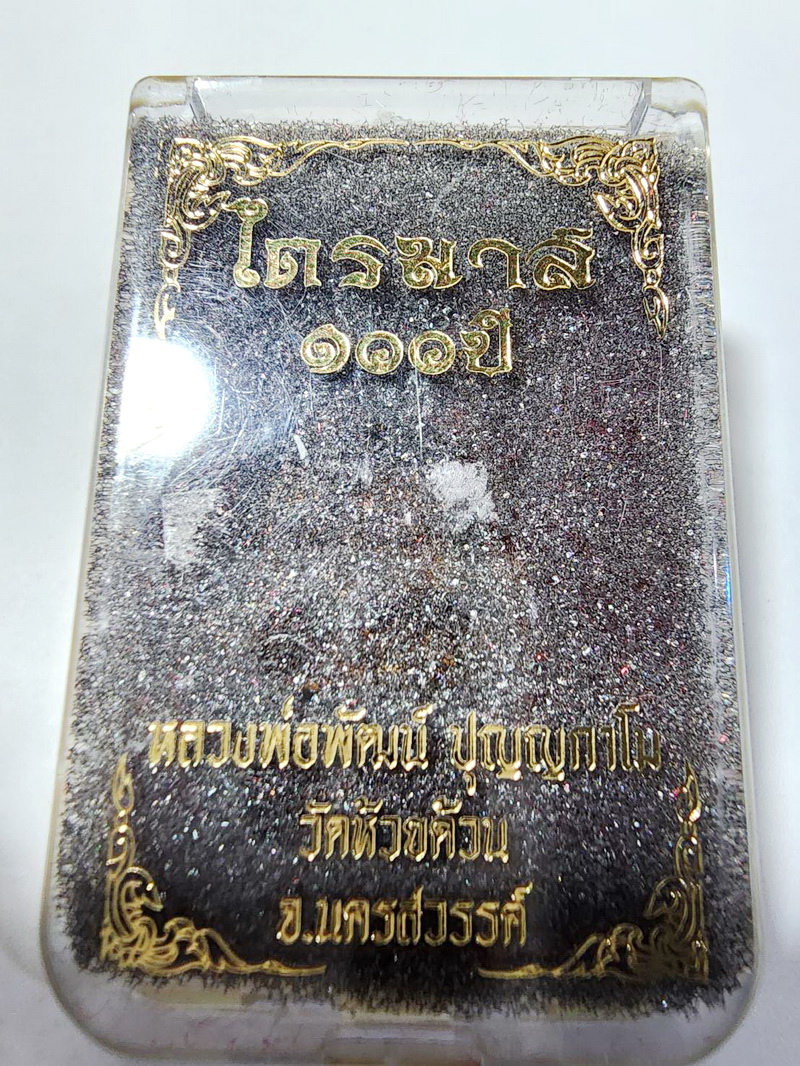 ไตรมาส
๑๐๑ปี
หลวงพ่อพัฒน์ ปุญญกาโม
วัดห้วยด้วน
จ.นครสวรรค์